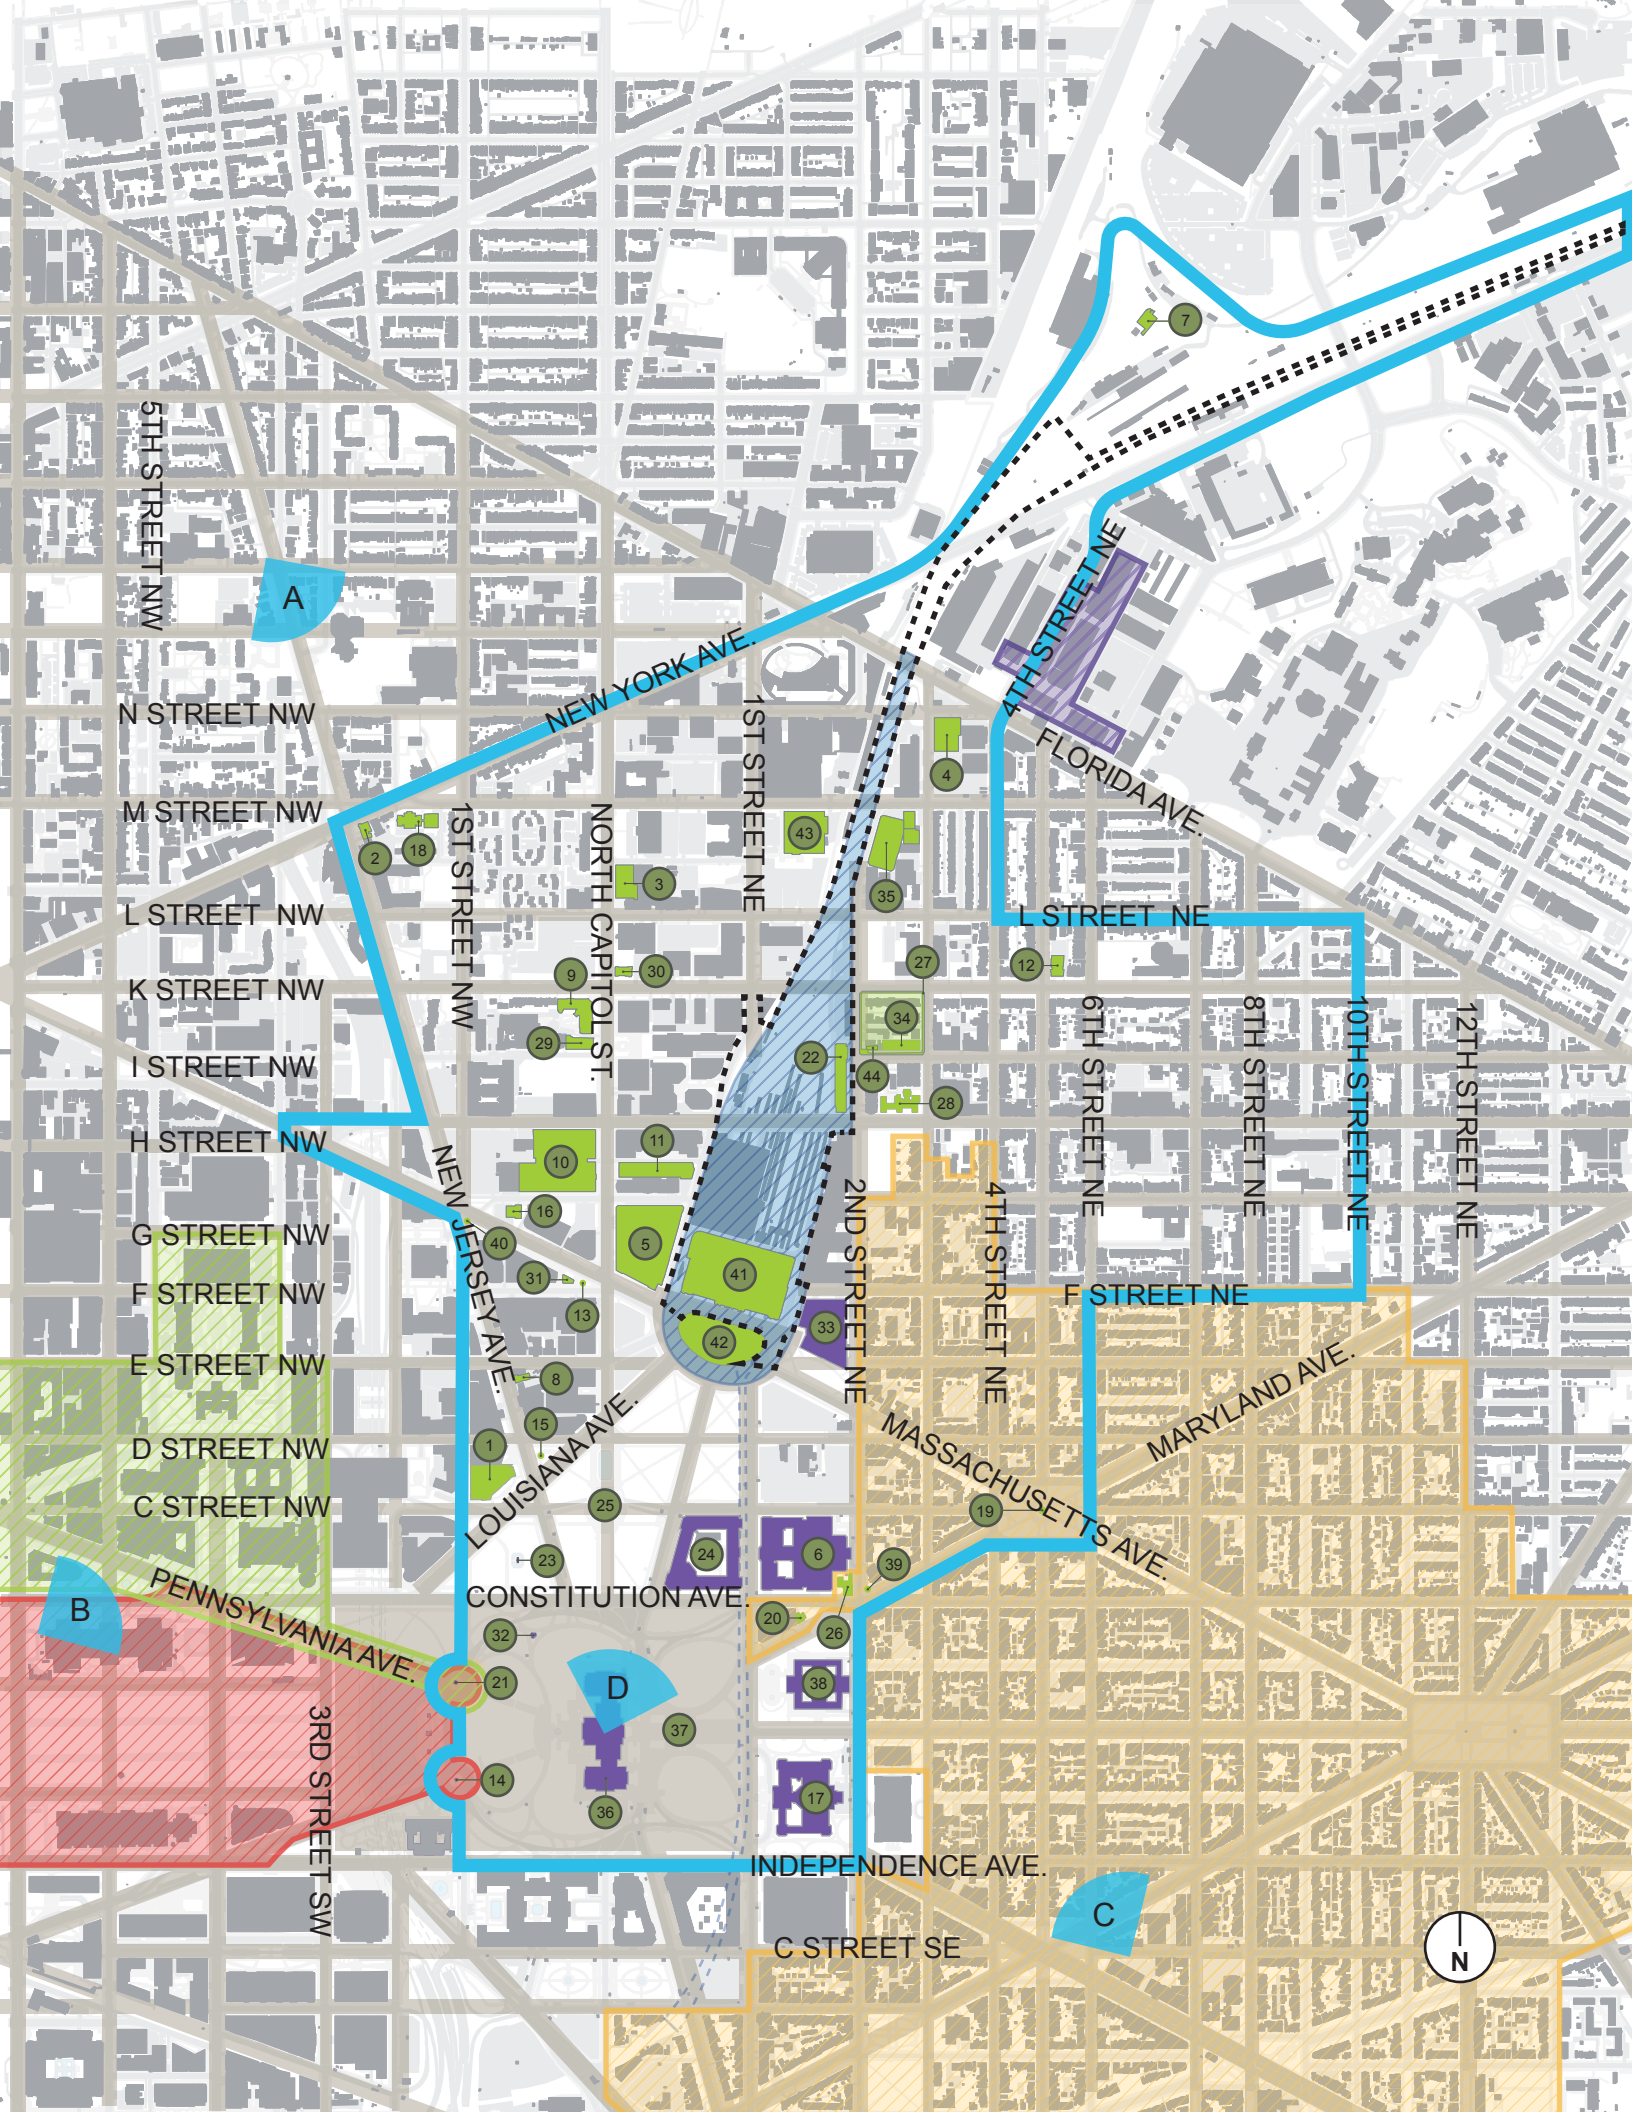 7
5TH STREET NW
A
4TH STREET NE
NEW YORK AVE.
N STREET NW
1ST STREET NE
4
FLORIDA AVE.
M STREET NW
2
18
1ST STREET NW
NORTH CAPITOL ST.
3
43
35
L STREET  NW
L STREET  NE
9
30
27
12
K STREET NW
34
6TH STREET NE
8TH STREET NE
10TH STREET NE
12TH STREET NE
29
22
44
I STREET NW
28
H STREET NW
10
11
NEW JERSEY AVE.
16
2ND STREET NE
4TH STREET NE
G STREET NW
40
5
31
41
13
F STREET NW
F STREET NE
33
42
E STREET NW
8
MARYLAND AVE.
15
LOUISIANA AVE.
MASSACHUSETTS AVE.
D STREET NW
1
C STREET NW
25
19
23
24
6
39
PENNSYLVANIA AVE.
B
CONSTITUTION AVE.
20
26
32
21
D
38
37
3RD STREET SW
14
36
17
INDEPENDENCE AVE.
C
C STREET SE
N